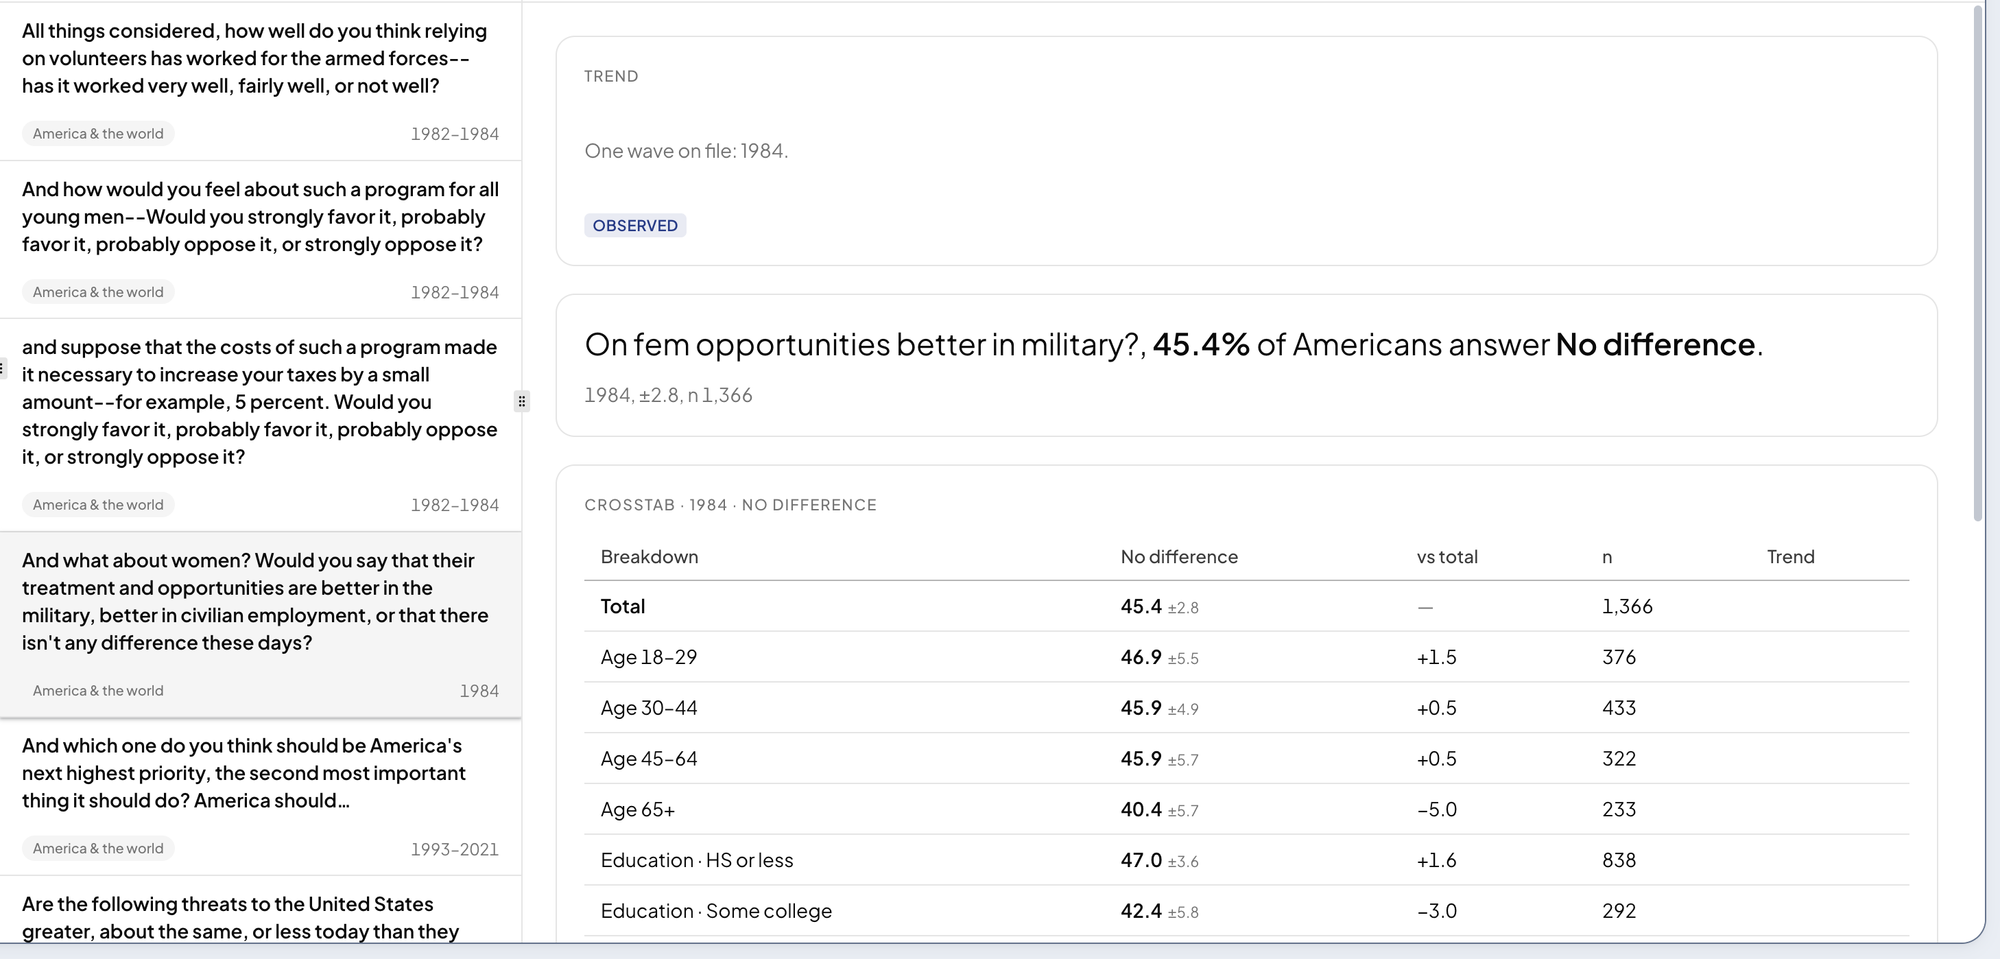 All things considered, how well do you think relying
on volunteers has worked for the armed forces--
has it worked very well, fairly well, or not well?
America & the world 1982–1984
And how would you feel about such a program for all
young men--Would you strongly favor it, probably
favor it, probably oppose it, or strongly oppose it?
America & the world 1982–1984
and suppose that the costs of such a program made
it necessary to increase your taxes by a small
amount--for example, 5 percent. Would you
strongly favor it, probably favor it, probably oppose
it, or strongly oppose it?
America & the world 1982–1984
And what about women? Would you say that their
treatment and opportunities are better in the
military, better in civilian employment, or that there
isn't any difference these days?
America & the world 1984
And which one do you think should be America's
next highest priority, the second most important
thing it should do? America should…
America & the world 1993–2021
Are the following threats to the United States
greater, about the same, or less today than they
TREND
One wave on file: 1984.
OBSERVED
On fem opportunities better in military?, 45.4% of Americans answer No difference.
1984, ±2.8, n 1,366
CROSSTAB · 1984 · NO DIFFERENCE
Breakdown No difference vs total n Trend
Total 45.4 ±2.8 — 1,366
Age 18–29 46.9 ±5.5 +1.5 376
Age 30–44 45.9 ±4.9 +0.5 433
Age 45–64 45.9 ±5.7 +0.5 322
Age 65+ 40.4 ±5.7 −5.0 233
Education · HS or less 47.0 ±3.6 +1.6 838
Education · Some college 42.4 ±5.8 −3.0 292